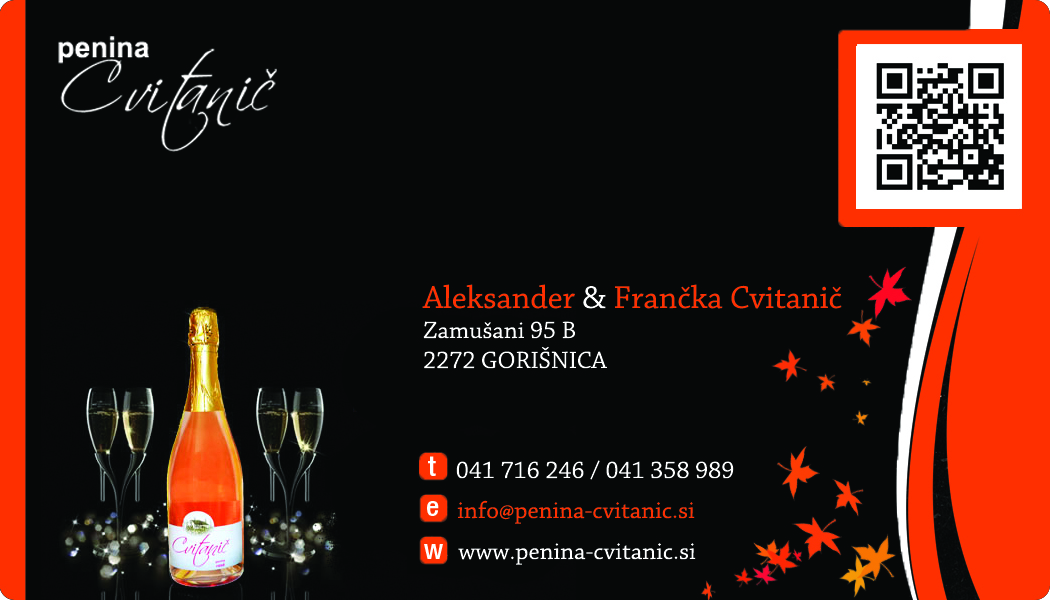 penina
Cvitanič
Aleksander & Frančka Cvitanič
Zamušani 95 B
2272 GORIŠNICA
t 041 716 246 / 041 358 989
e info@penina-cvitanic.si
w www.penina-cvitanic.si
Cvitanič